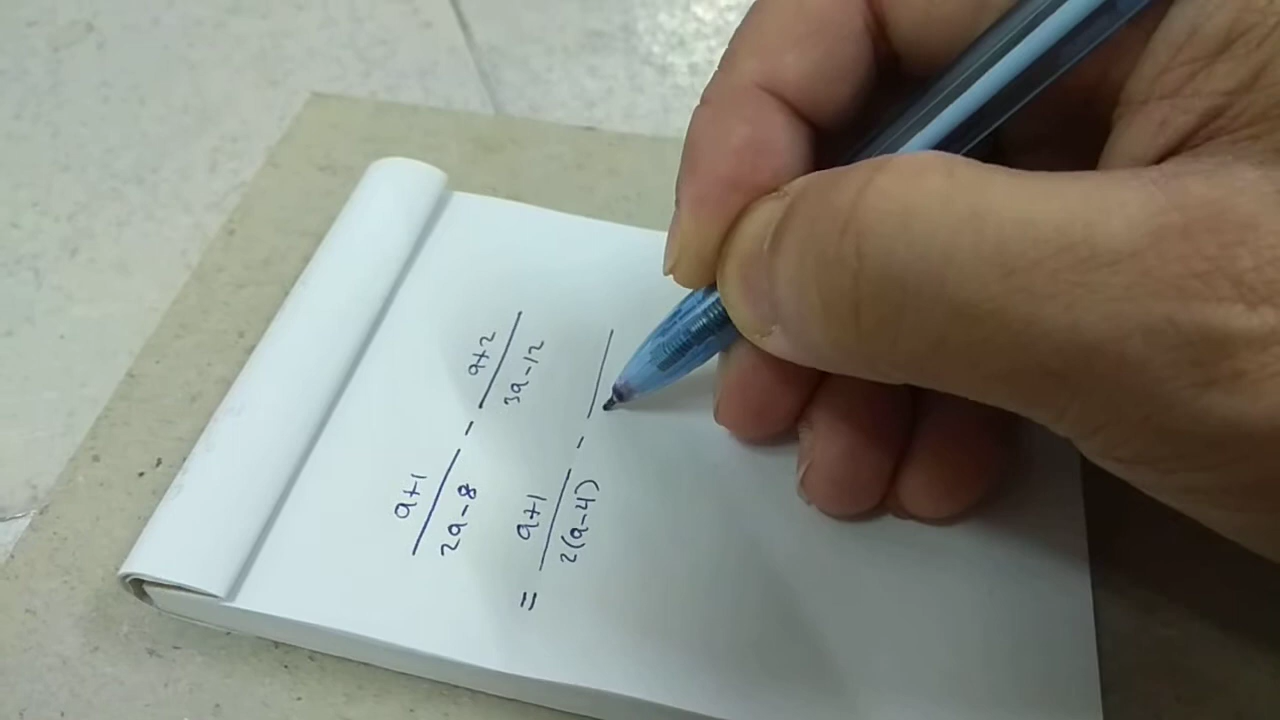 a+1/2a-8 - a+2/3a-12
= a+1/2(a-4) -